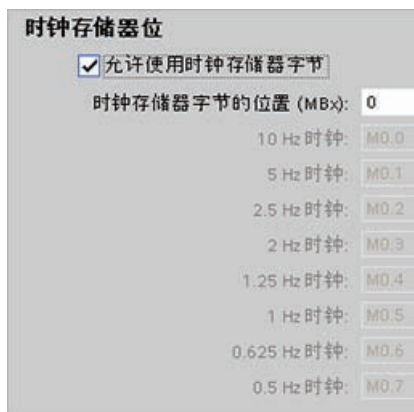 时钟存储器位
允许使用时钟存储器字节
时钟存储器字节的位置 (MBx): 0
10 Hz 时钟: M0.0
5 Hz 时钟: M0.1
2.5 Hz 时钟: M0.2
2 Hz 时钟: M0.3
1.25 Hz 时钟: M0.4
1 Hz 时钟: M0.5
0.625 Hz 时钟: M0.6
0.5 Hz 时钟: M0.7